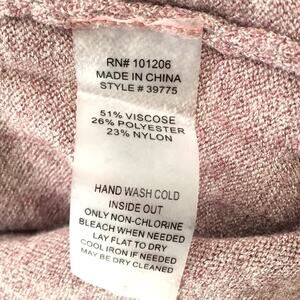 RN# 101206
MADE IN CHINA
STYLE # 39775
51% VISCOSE
26% POLYESTER
23% NYLON
HAND WASH COLD
INSIDE OUT
ONLY NON-CHLORINE
BLEACH WHEN NEEDED
LAY FLAT TO DRY
COOL IRON IF NEEDED
MAY BE DRY CLEANED